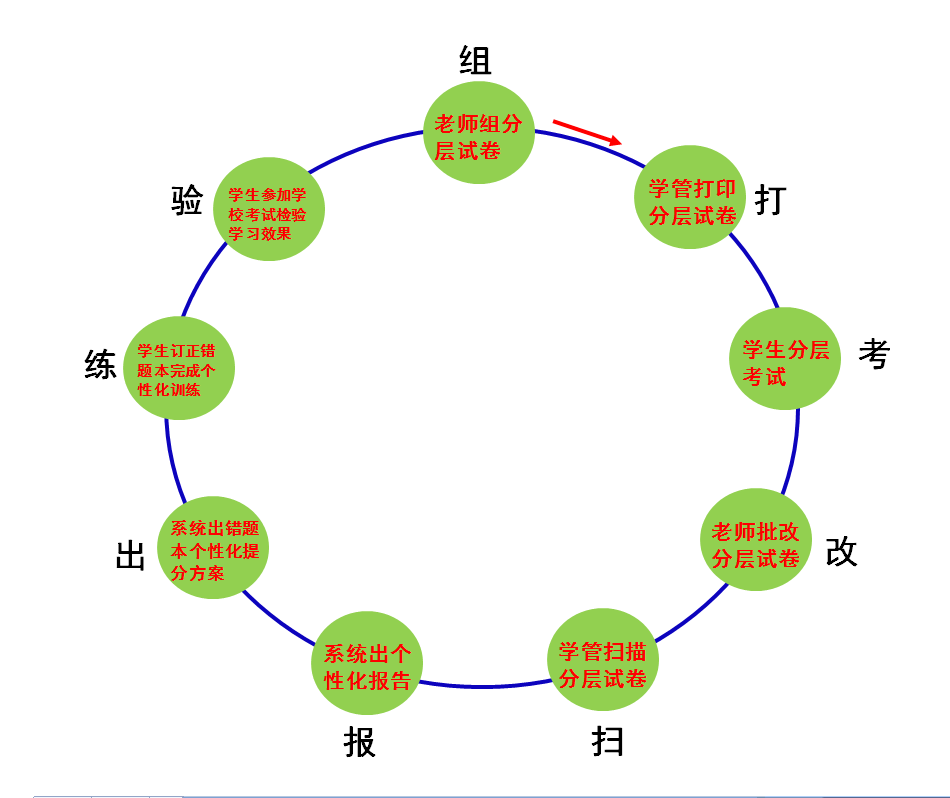 组
老师组分
层试卷
学管打印
分层试卷
打
学生分层
考试
考
老师批改
分层试卷
改
学管扫描
分层试卷
扫
系统出个
性化报告
报
系统出错题
本个性化提
分方案
出
学生订正错
题本完成个
性化训练
练
学生参加学
校考试检验
学习效果
验